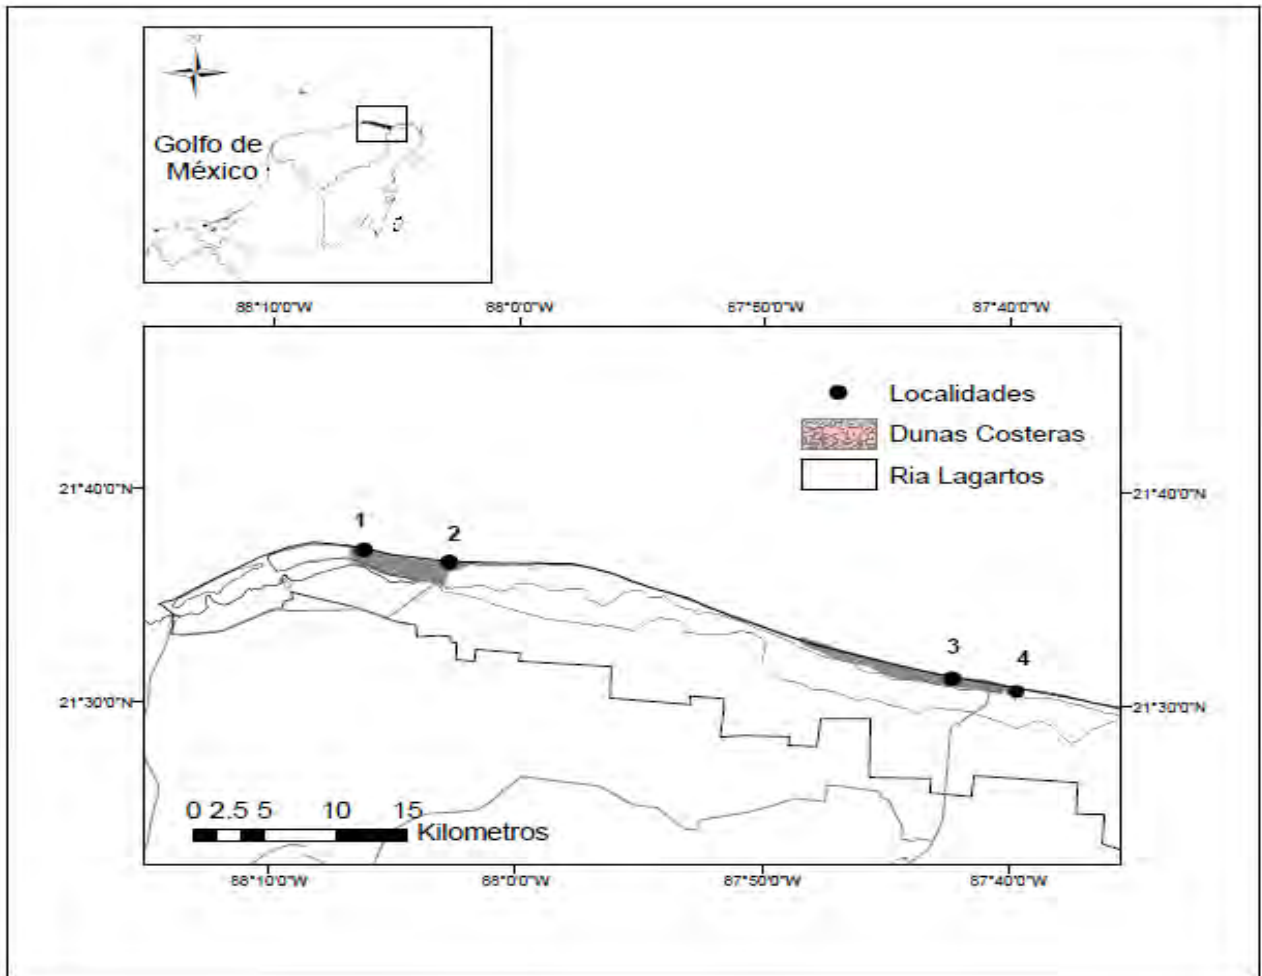 Golfo de
México
88°10'0"W 88°0'0"W 87°50'0"W 87°40'0"W
Localidades
Dunas Costeras
Ria Lagartos
21°40'0"N 21°40'0"N
1 2
3 4
21°30'0"N 21°30'0"N
0 2.5 5 10 15
Kilometros
88°10'0"W 88°0'0"W 87°50'0"W 87°40'0"W